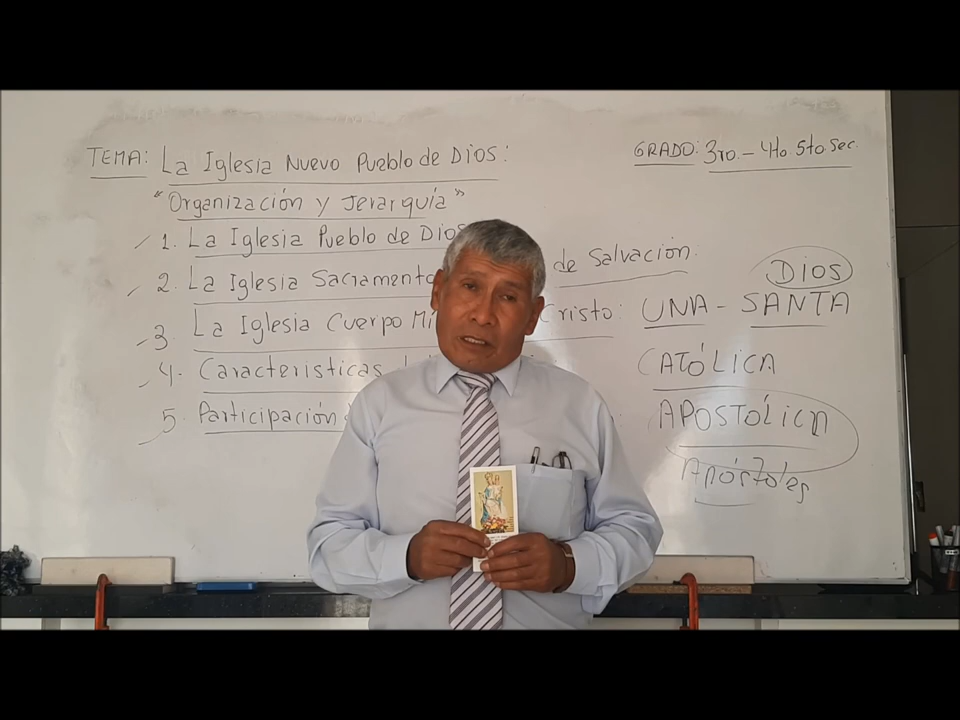 TEMA: La Iglesia Nuevo Pueblo de Dios:
GRADO: 3ro. - 4to. 5to Sec.
"Organización y Jerarquía"
1. La Iglesia Pueblo de Dios
2. La Iglesia Sacramento de Salvación.
Dios
3. La Iglesia Cuerpo Cristo: UNA - SANTA
4. Características
CATÓLICA
5. Participación
APOSTÓLICA
Apóstoles